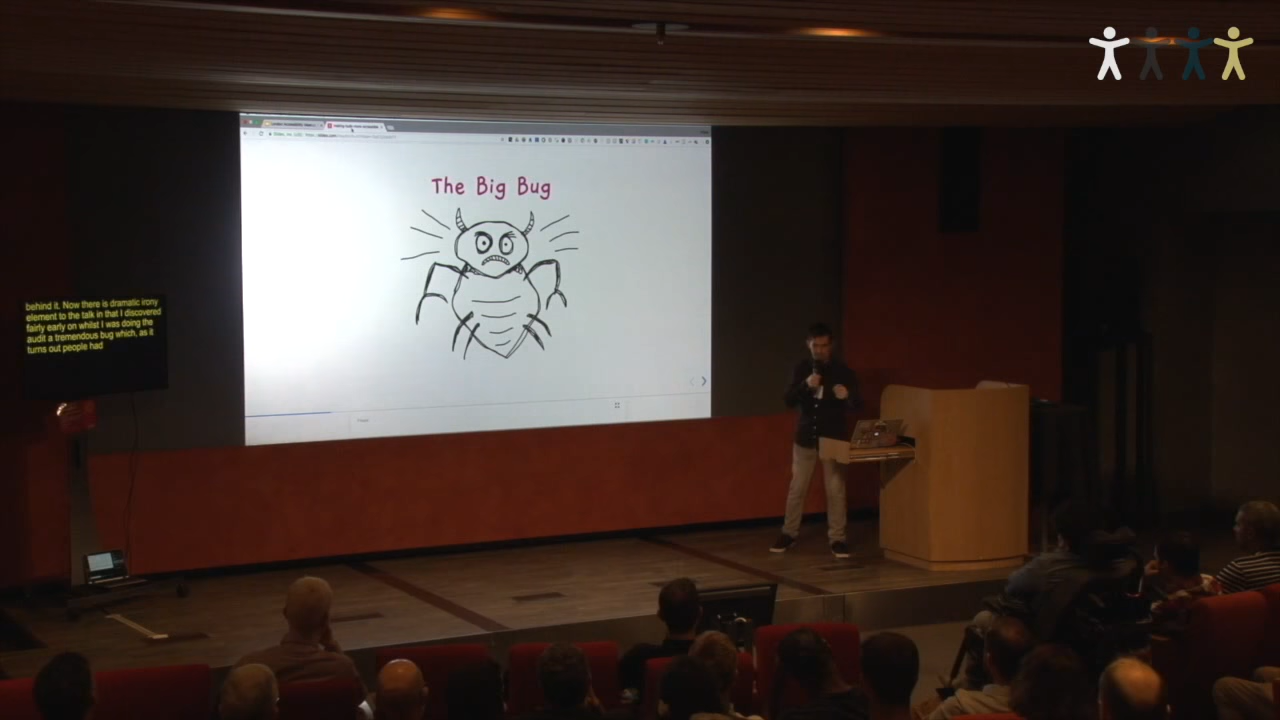 The Big Bug
behind it. Now there is dramatic irony
element to the talk in that I discovered
fairly early on whilst I was doing the
audit a tremendous bug which, as it
turns out people had